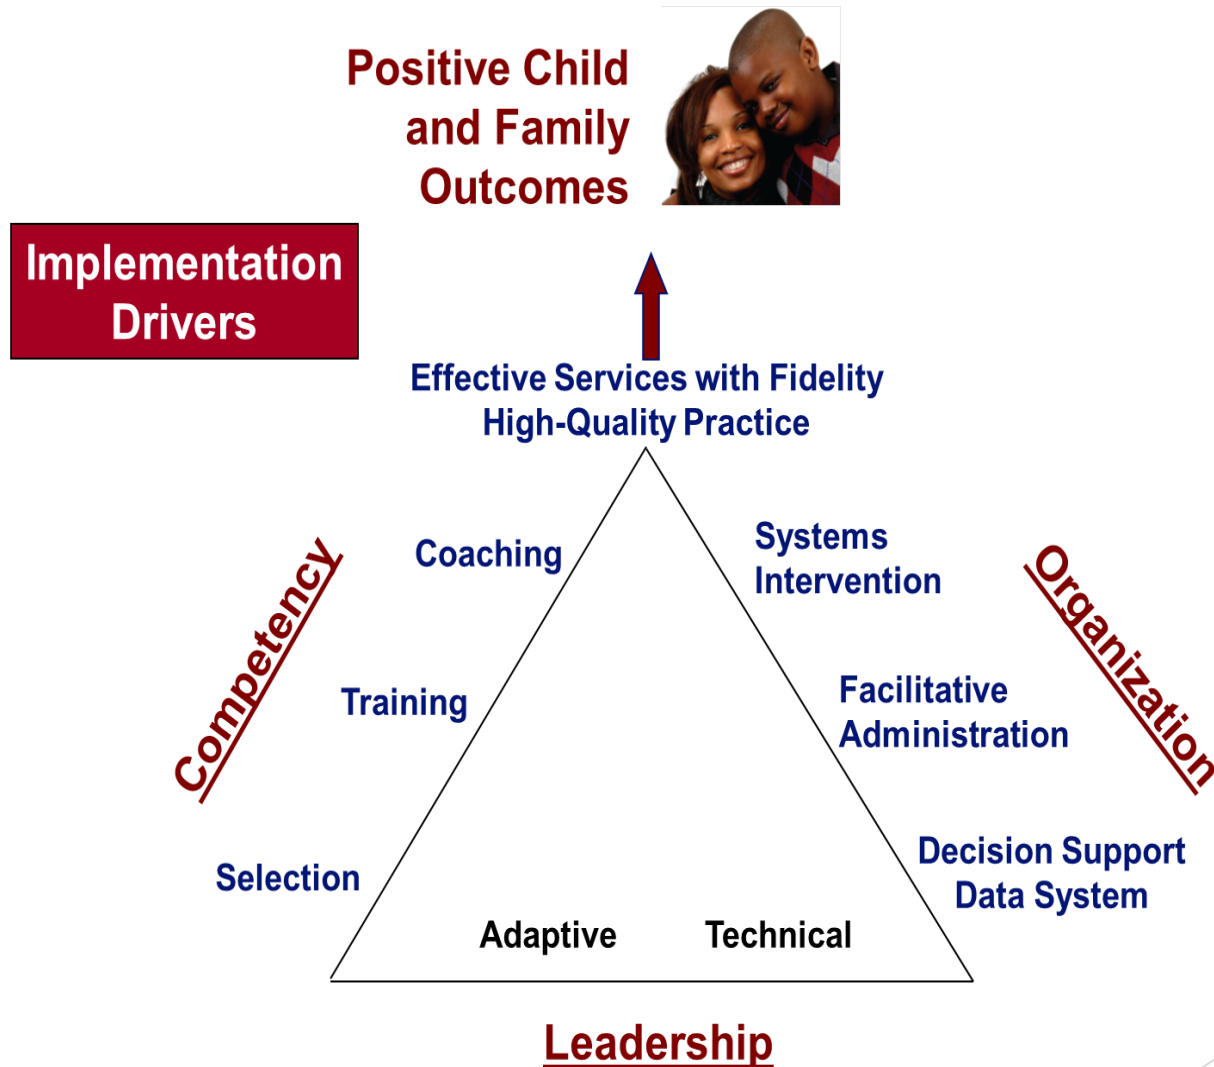 Positive Child
and Family
Outcomes
Implementation
Drivers
Effective Services with Fidelity
High-Quality Practice
Coaching
Systems
Intervention
Competency
Organization
Training
Facilitative
Administration
Selection
Decision Support
Data System
Adaptive
Technical
Leadership